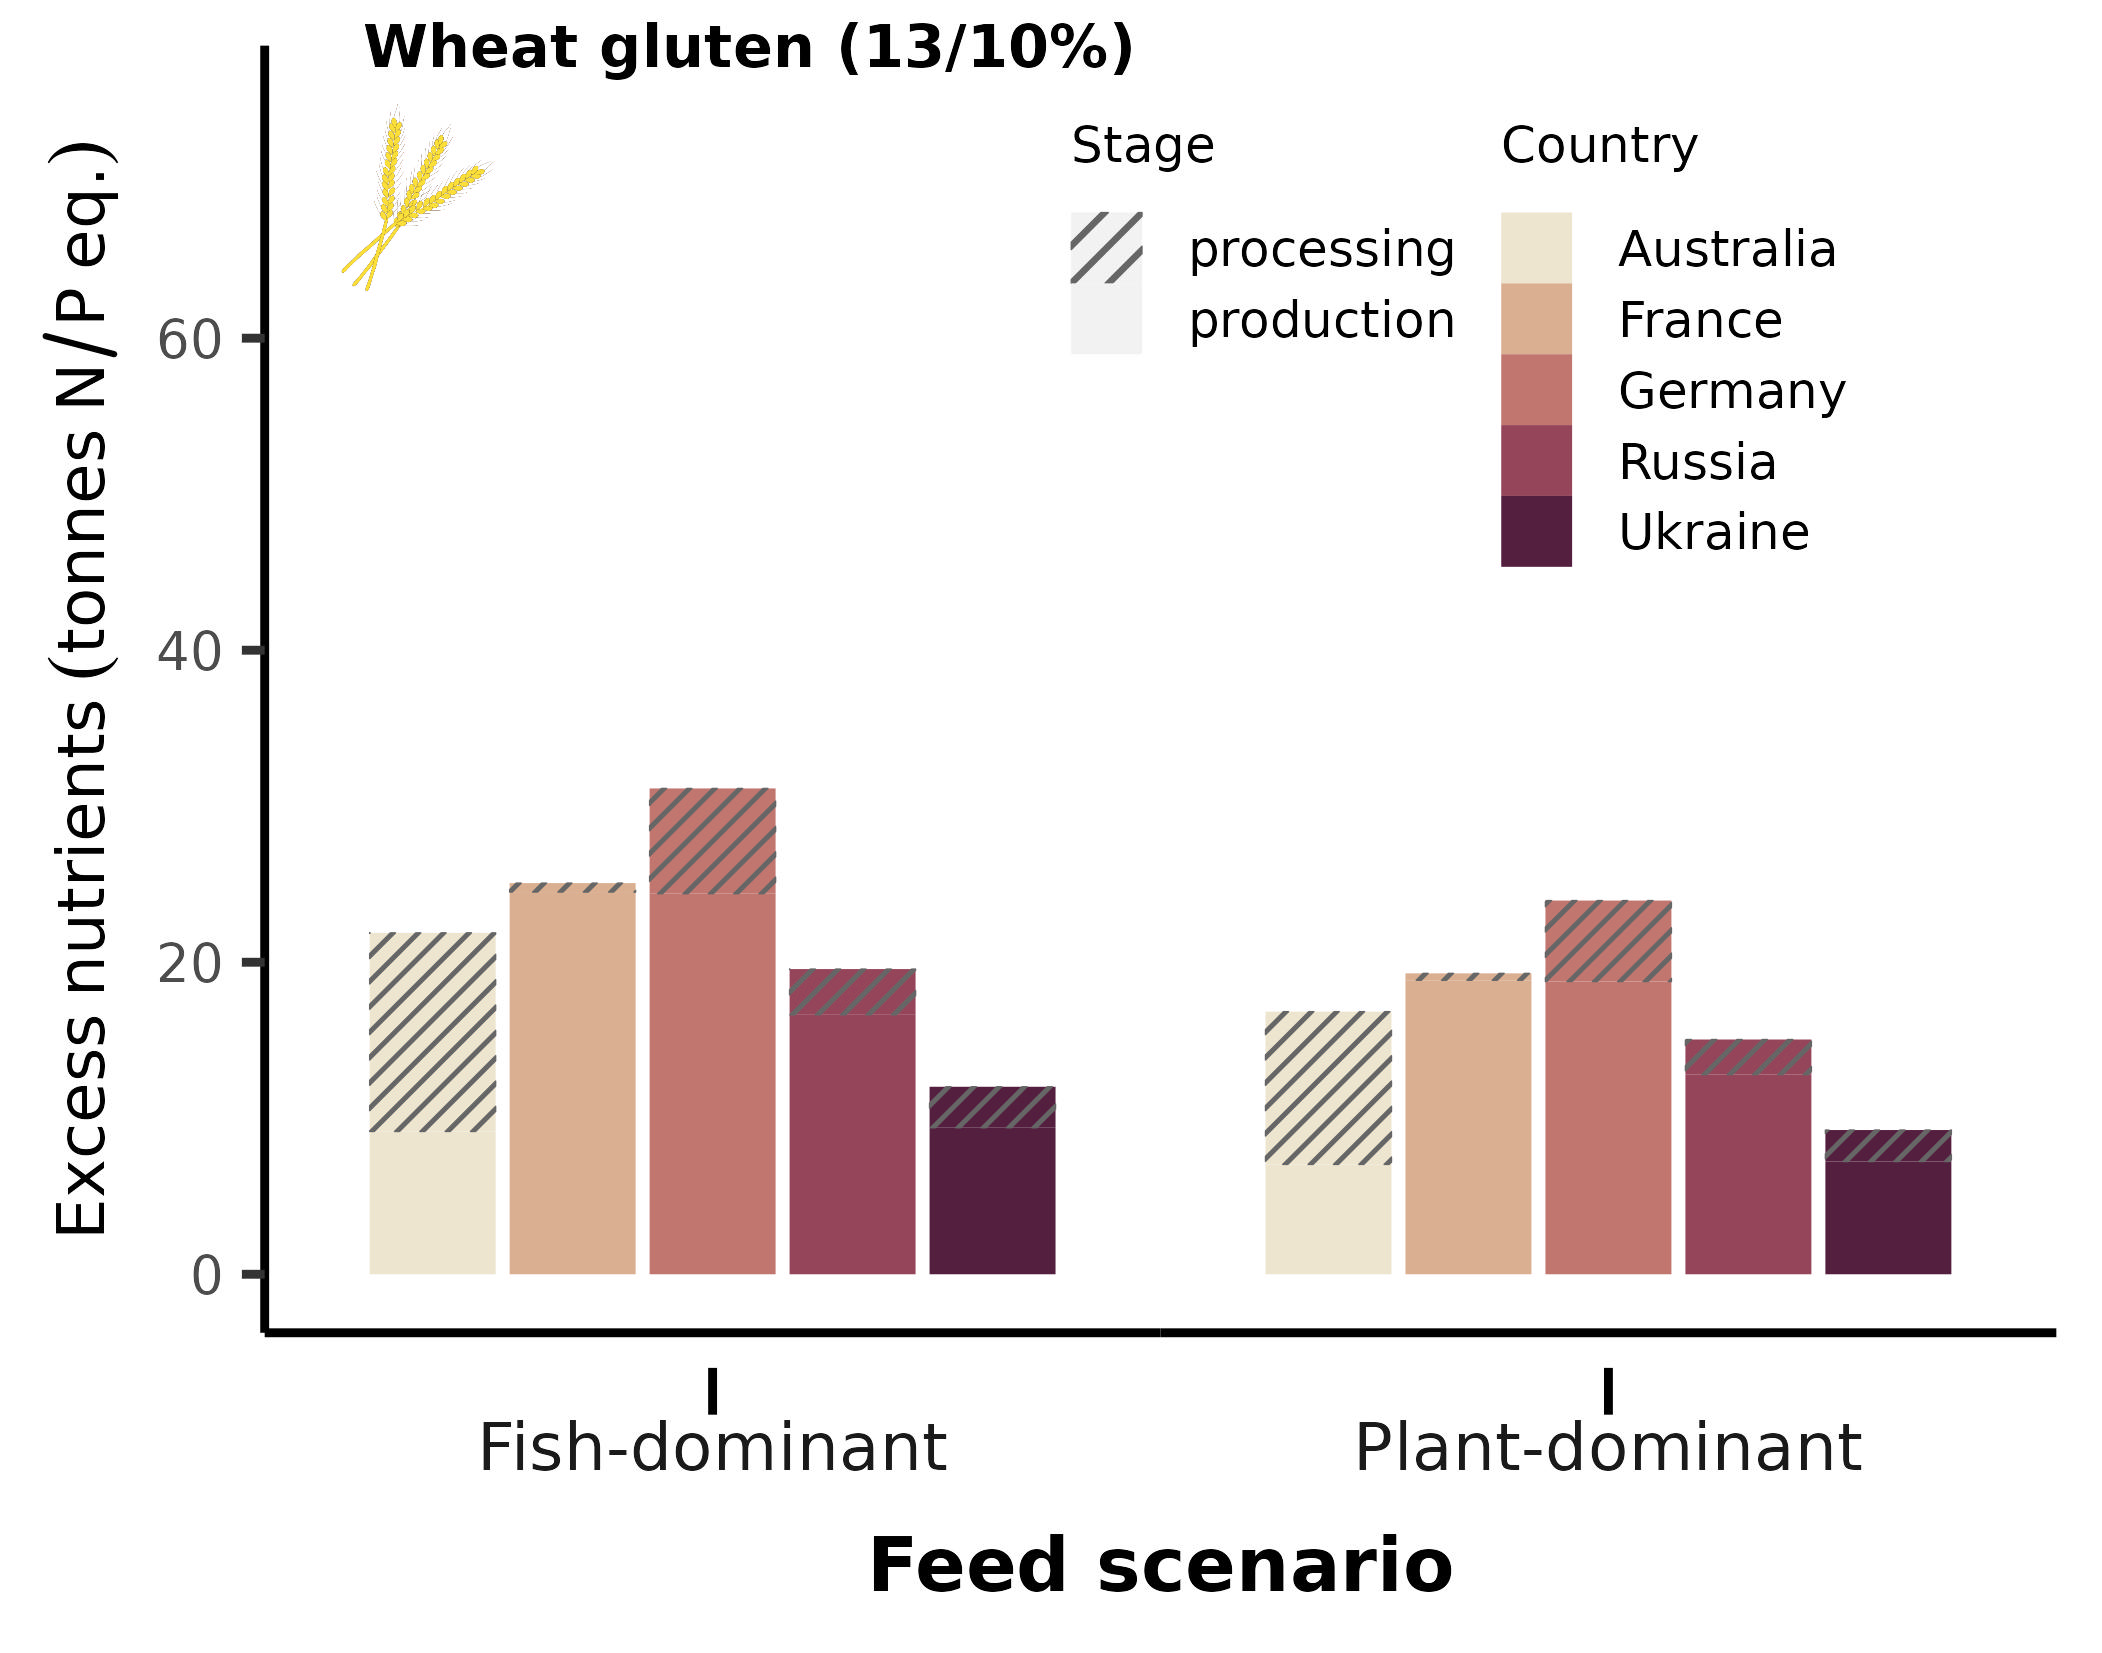 Wheat gluten (13/10%)
Stage
processing
production
Country
Australia
France
Germany
Russia
Ukraine
Excess nutrients (tonnes N/P eq.)
60
40
20
0
Fish-dominant
Plant-dominant
Feed scenario